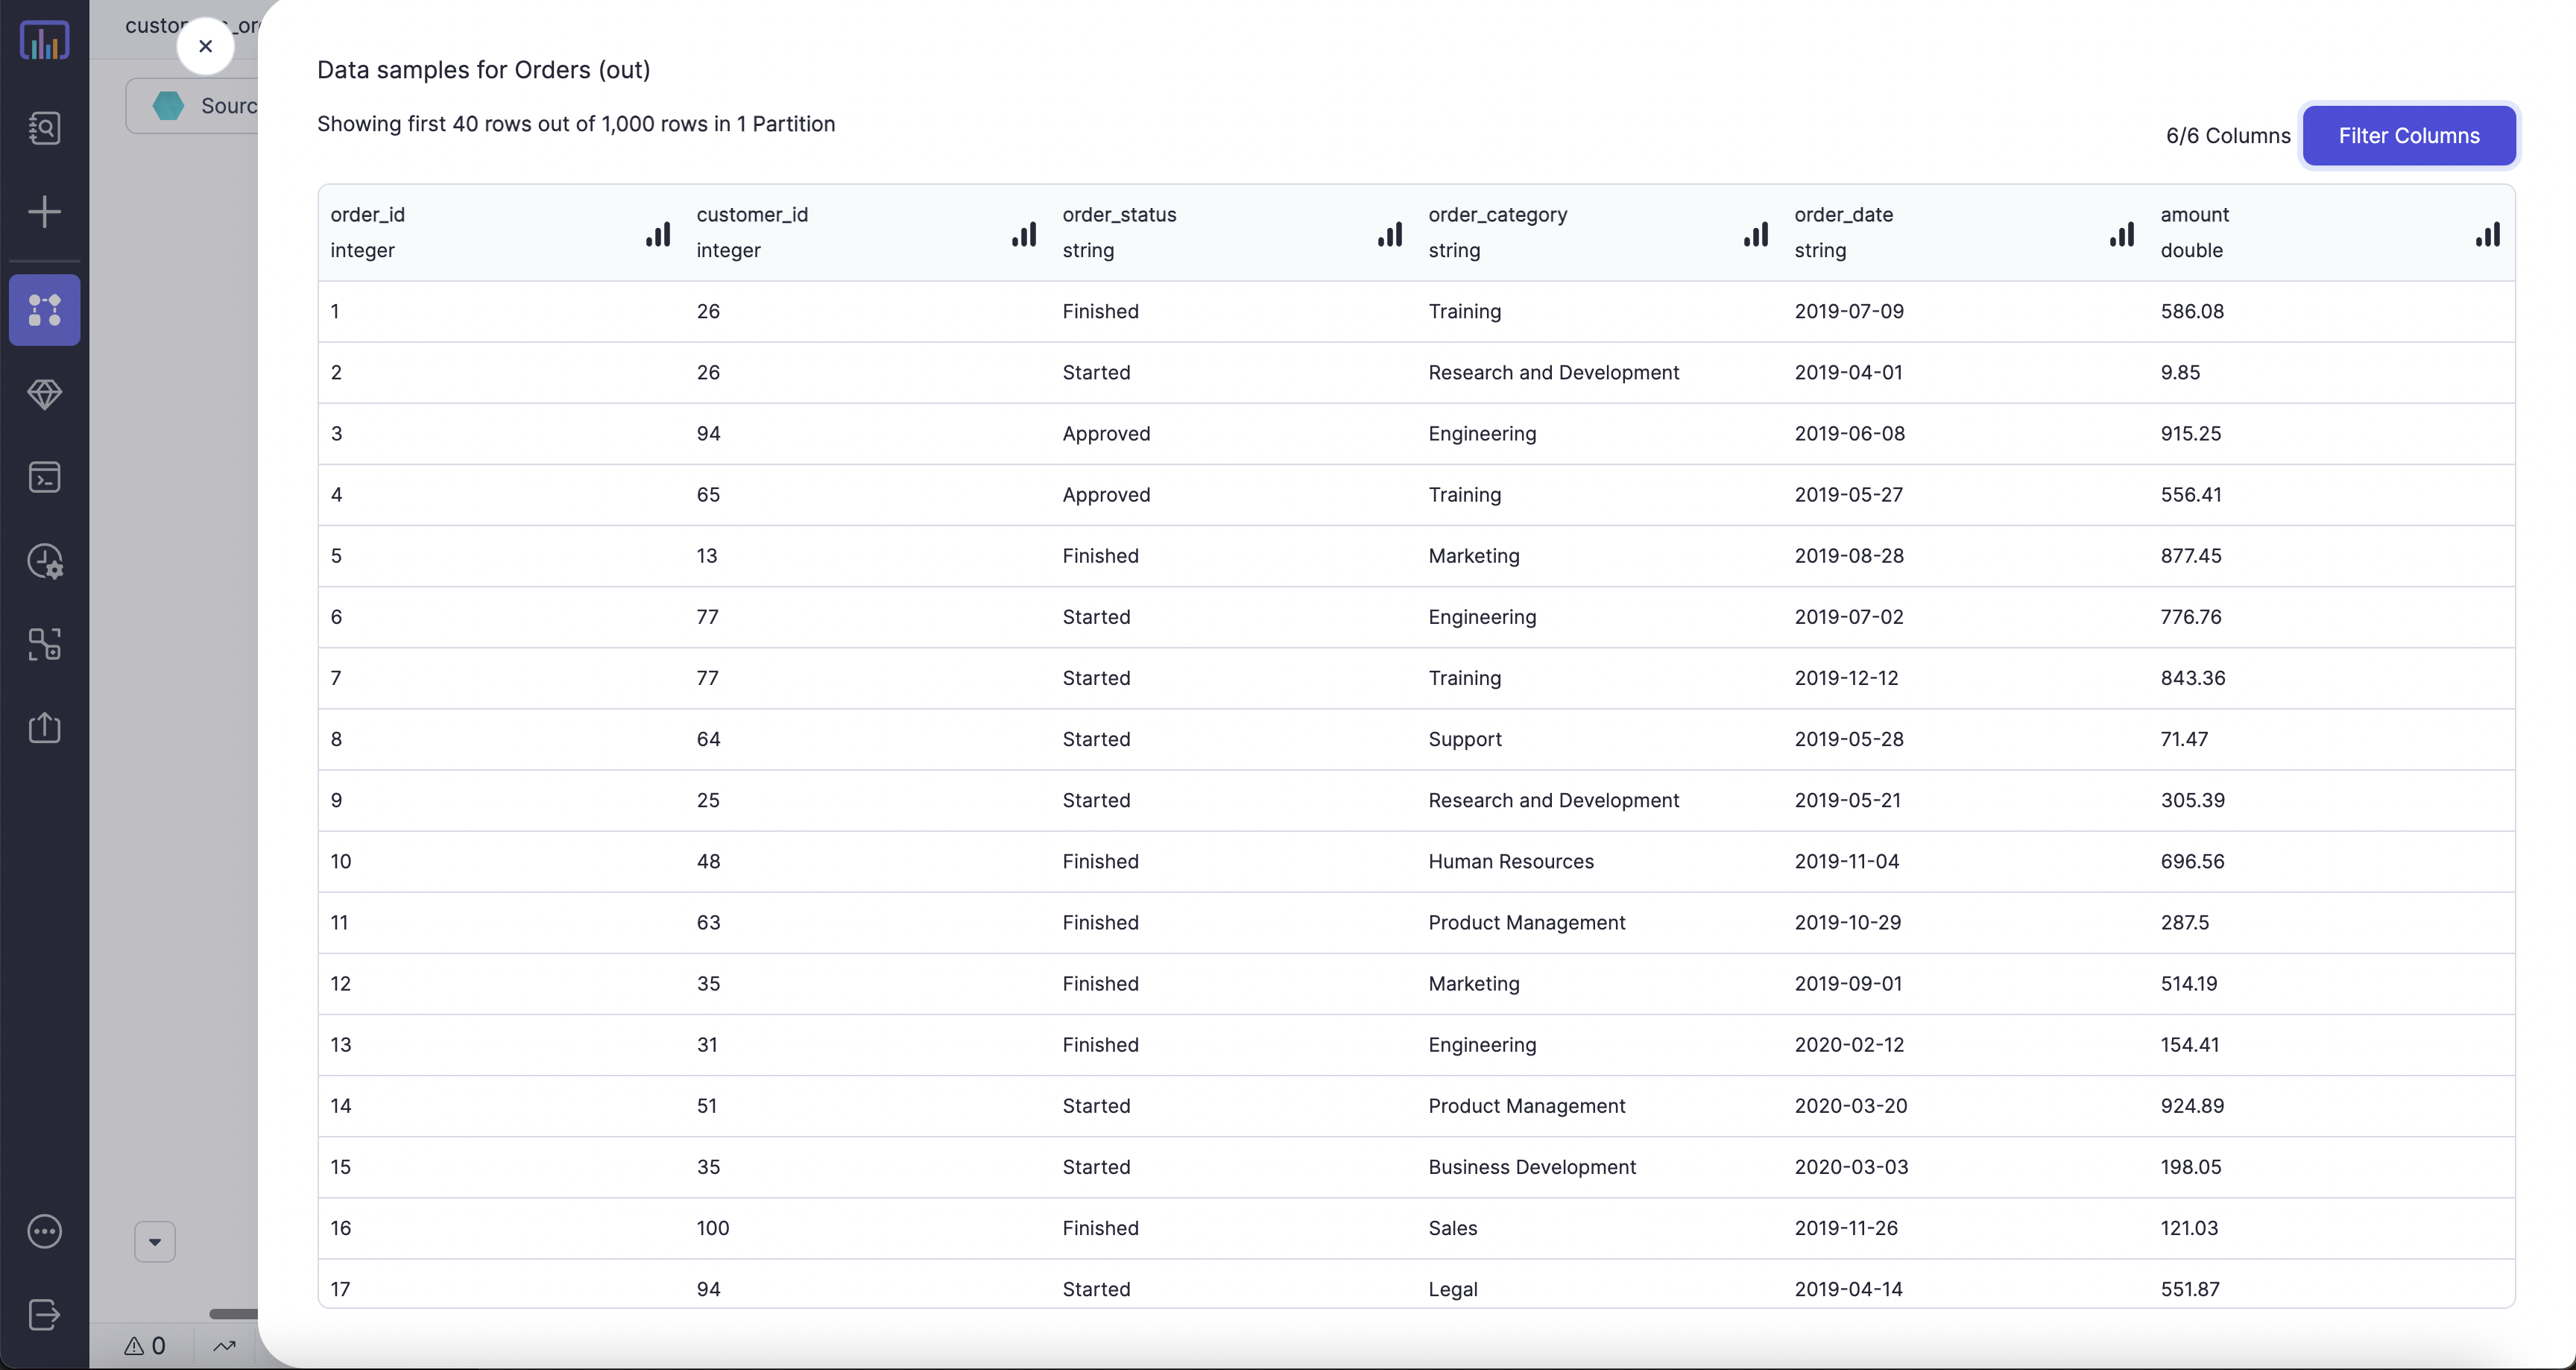 Data samples for Orders (out)
Showing first 40 rows out of 1,000 rows in 1 Partition
6/6 Columns Filter Columns
order_id customer_id order_status order_category order_date amount
integer integer string string string double
1 26 Finished Training 2019-07-09 586.08
2 26 Started Research and Development 2019-04-01 9.85
3 94 Approved Engineering 2019-06-08 915.25
4 65 Approved Training 2019-05-27 556.41
5 13 Finished Marketing 2019-08-28 877.45
6 77 Started Engineering 2019-07-02 776.76
7 77 Started Training 2019-12-12 843.36
8 64 Started Support 2019-05-28 71.47
9 25 Started Research and Development 2019-05-21 305.39
10 48 Finished Human Resources 2019-11-04 696.56
11 63 Finished Product Management 2019-10-29 287.5
12 35 Finished Marketing 2019-09-01 514.19
13 31 Finished Engineering 2020-02-12 154.41
14 51 Started Product Management 2020-03-20 924.89
15 35 Started Business Development 2020-03-03 198.05
16 100 Finished Sales 2019-11-26 121.03
17 94 Started Legal 2019-04-14 551.87
0